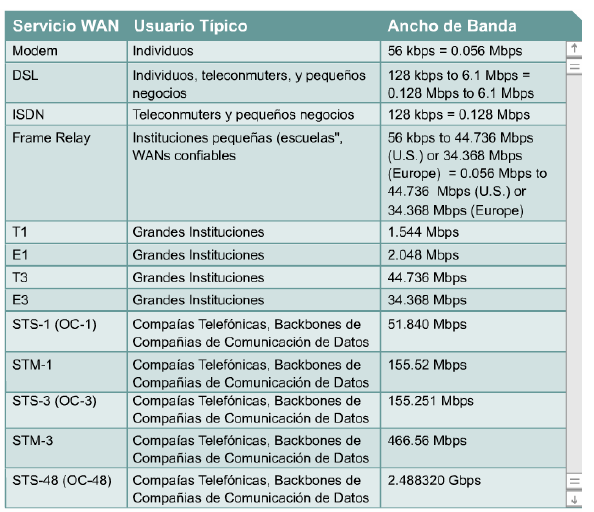 Servicio WAN Usuario Típico Ancho de Banda
Modem Individuos 56 kbps = 0.056 Mbps
DSL Individuos, teleconmuters, y pequeños 128 kbps to 6.1 Mbps =
negocios 0.128 Mbps to 6.1 Mbps
ISDN Teleconmuters y pequeños negocios 128 kbps = 0.128 Mbps
Frame Relay Instituciones pequeñas (escuelas", 56 kbps to 44.736 Mbps
WANs confiables (U.S.) or 34.368 Mbps
(Europe) = 0.056 Mbps to
44.736 Mbps (U.S.) or
34.368 Mbps (Europe)
T1 Grandes Instituciones 1.544 Mbps
E1 Grandes Instituciones 2.048 Mbps
T3 Grandes Instituciones 44.736 Mbps
E3 Grandes Instituciones 34.368 Mbps
STS-1 (OC-1) Compaías Telefónicas, Backbones de 51.840 Mbps
Compañias de Comunicación de Datos
STM-1 Compaías Telefónicas, Backbones de 155.52 Mbps
Compañias de Comunicación de Datos
STS-3 (OC-3) Compaías Telefónicas, Backbones de 155.251 Mbps
Compañias de Comunicación de Datos
STM-3 Compaías Telefónicas, Backbones de 466.56 Mbps
Compañias de Comunicación de Datos
STS-48 (OC-48) Compaías Telefónicas, Backbones de 2.488320 Gbps
Compañias de Comunicación de Datos